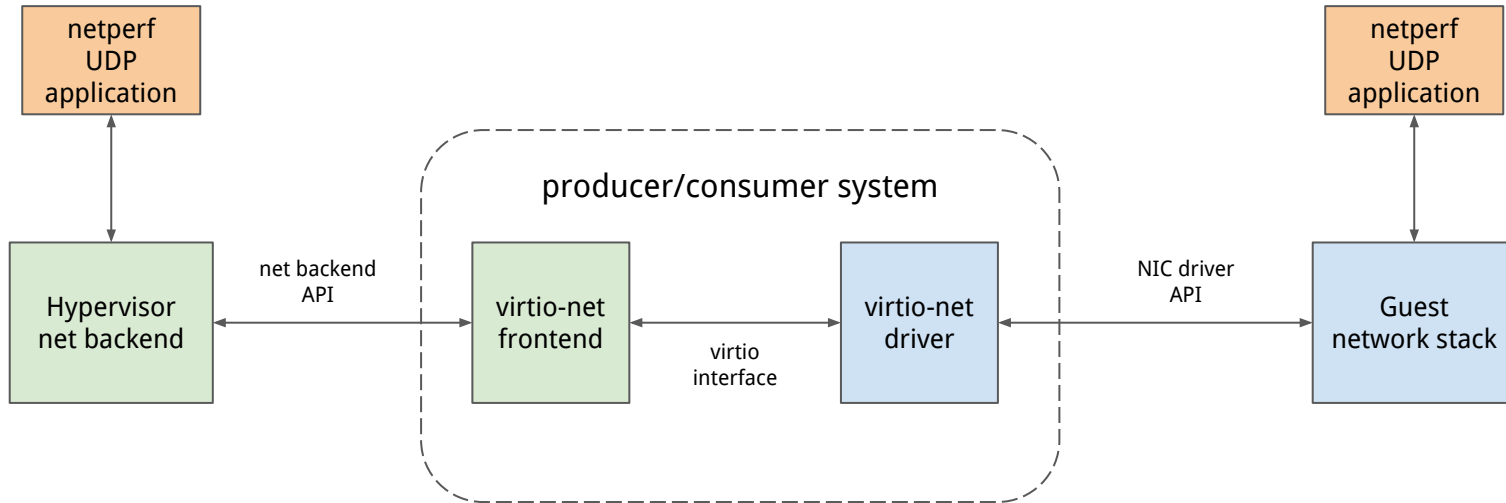 netperf
UDP
application
netperf
UDP
application
producer/consumer system
Hypervisor
net backend
net backend
API
virtio-net
frontend
virtio
interface
virtio-net
driver
NIC driver
API
Guest
network stack